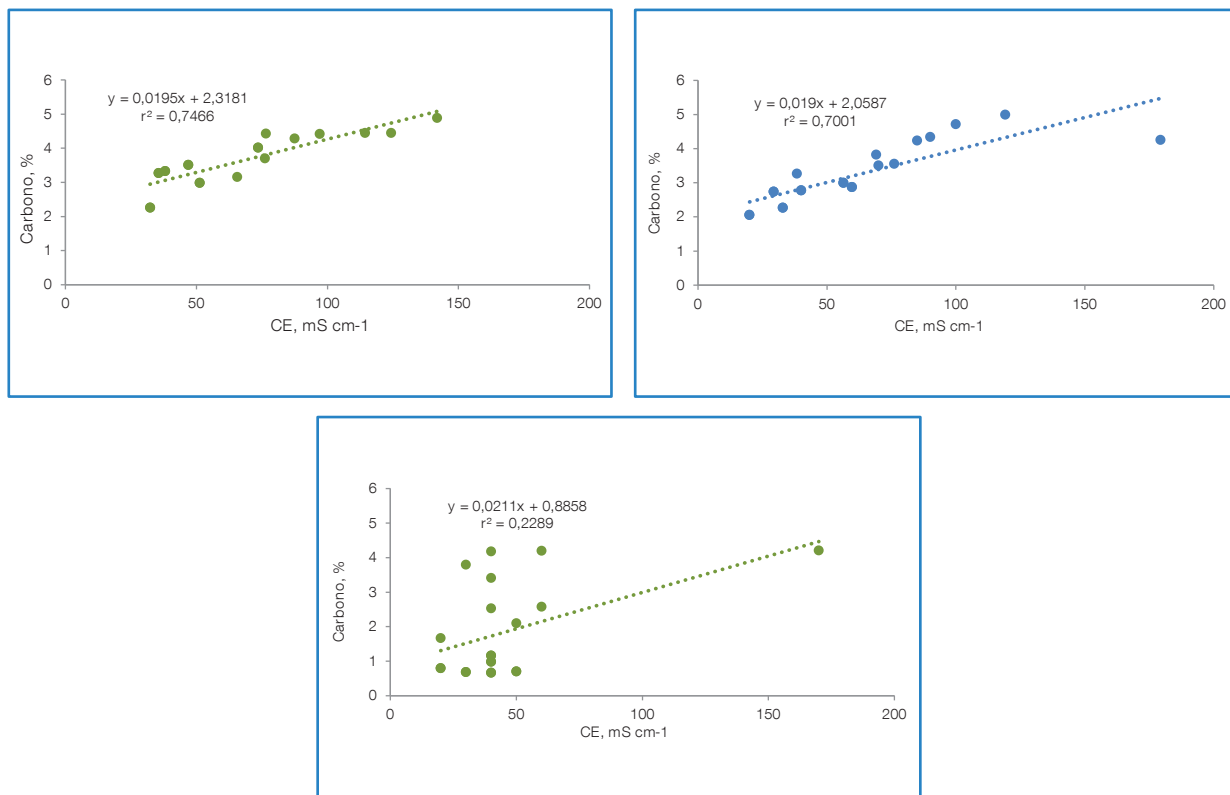 y = 0,0195x + 2,3181
r² = 0,7466
Carbono, %
6
5
4
3
2
1
0
0 50 100 150 200
CE, mS cm-1
y = 0,019x + 2,0587
r² = 0,7001
Carbono, %
6
5
4
3
2
1
0
0 50 100 150 200
CE, mS cm-1
y = 0,0211x + 0,8858
r² = 0,2289
Carbono, %
6
5
4
3
2
1
0
0 50 100 150 200
CE, mS cm-1